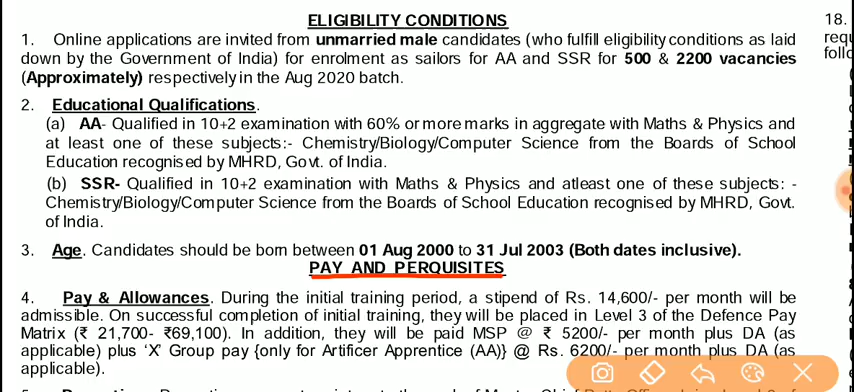 ELIGIBILITY CONDITIONS
18.
1. Online applications are invited from unmarried male candidates (who fulfill eligibility conditions as laid
down by the Government of India) for enrolment as sailors for AA and SSR for 500 & 2200 vacancies
(Approximately) respectively in the Aug 2020 batch.
2. Educational Qualifications.
(a) AA- Qualified in 10+2 examination with 60% or more marks in aggregate with Maths & Physics and
at least one of these subjects:- Chemistry/Biology/Computer Science from the Boards of School
Education recognised by MHRD, Govt. of India.
(b) SSR- Qualified in 10+2 examination with Maths & Physics and atleast one of these subjects: -
Chemistry/Biology/Computer Science from the Boards of School Education recognised by MHRD, Govt.
of India.
3. Age. Candidates should be born between 01 Aug 2000 to 31 Jul 2003 (Both dates inclusive).
PAY AND PERQUISITES
4. Pay & Allowances. During the initial training period, a stipend of Rs. 14,600/- per month will be
admissible. On successful completion of initial training, they will be placed in Level 3 of the Defence Pay
Matrix (₹ 21,700- ₹69,100). In addition, they will be paid MSP @ ₹ 5200/- per month plus DA (as
applicable) plus ‘X’ Group pay {only for Artificer Apprentice (AA)} @ Rs. 6200/- per month plus DA (as
applicable).